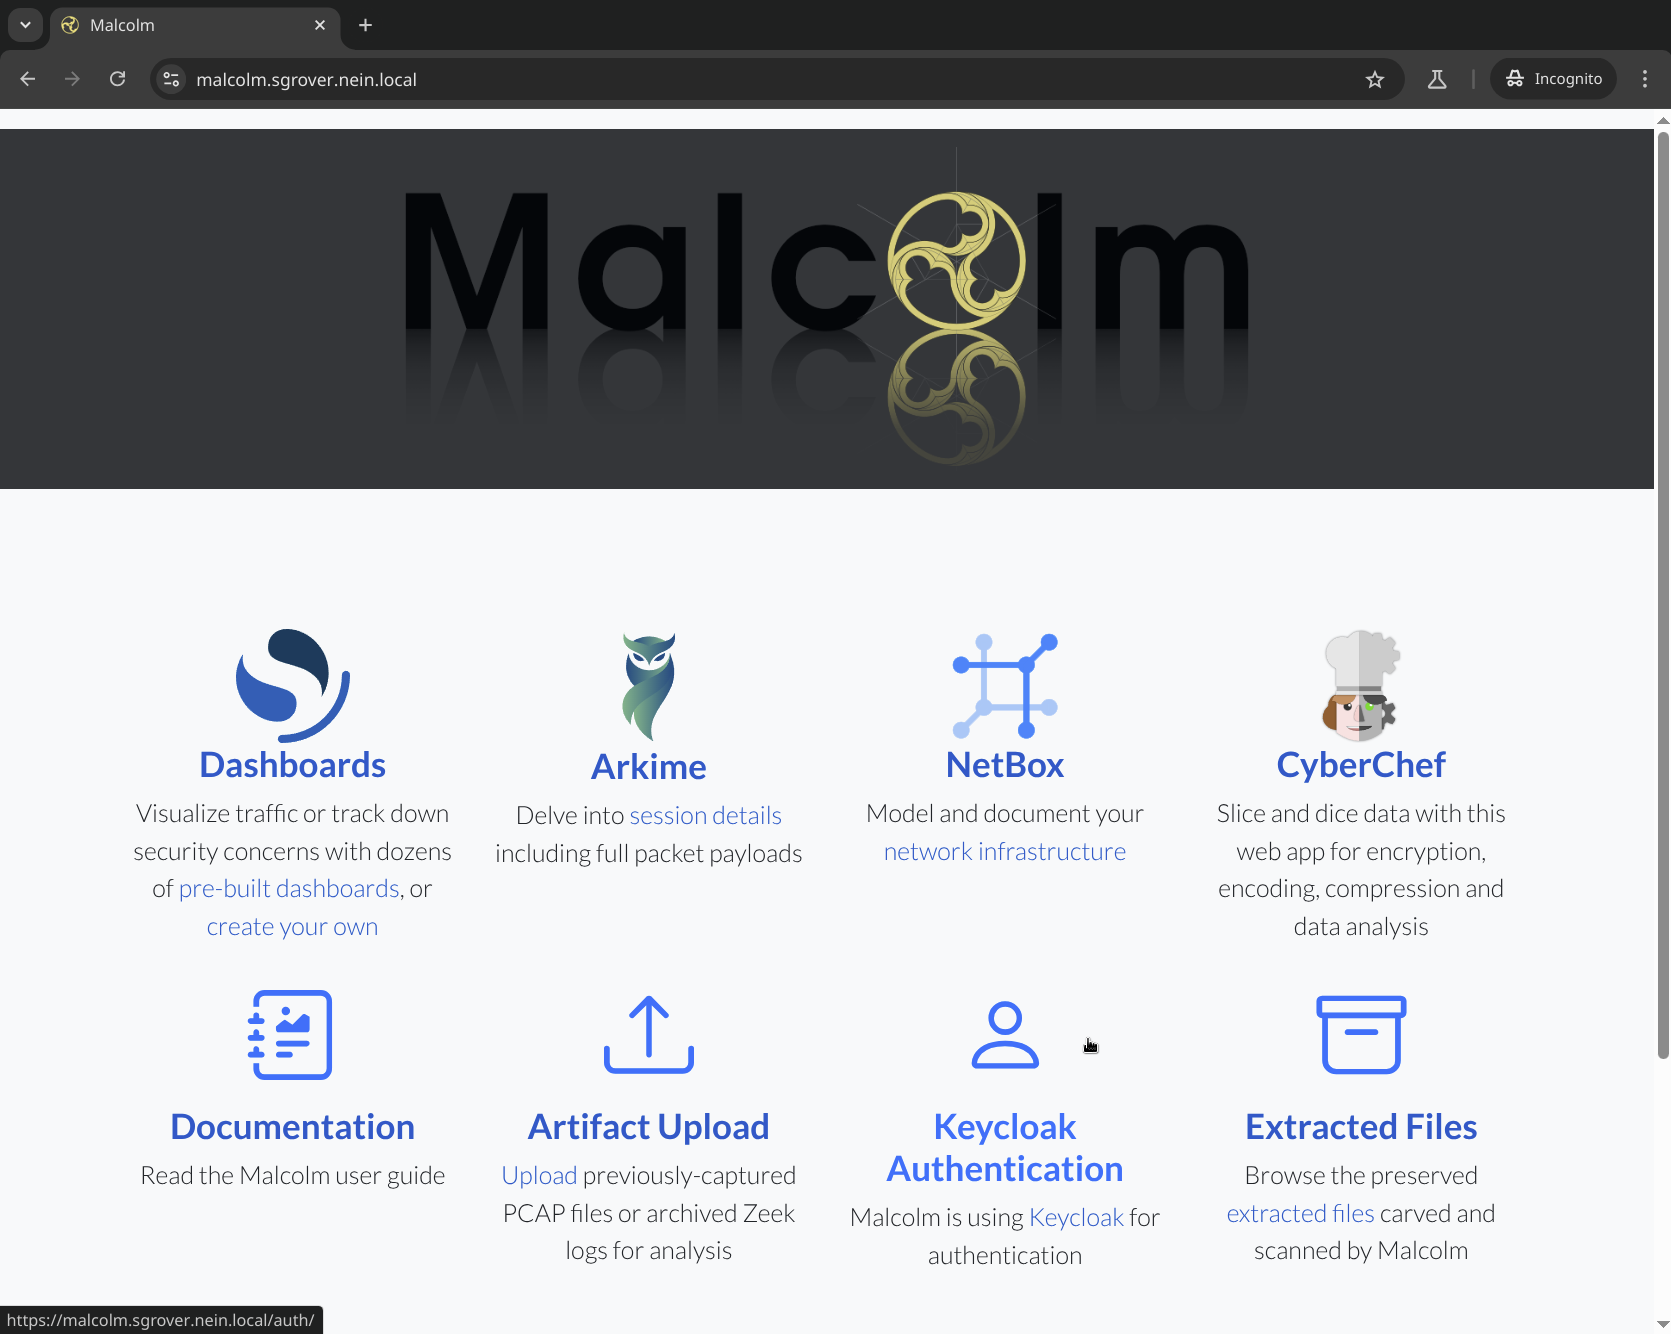 Malcolm
malcolm.sgrover.nein.local
Incognito
Malcolm
Dashboards
Visualize traffic or track down
security concerns with dozens
of pre-built dashboards, or
create your own
Arkime
Delve into session details
including full packet payloads
NetBox
Model and document your
network infrastructure
CyberChef
Slice and dice data with this
web app for encryption,
encoding, compression and
data analysis
Documentation
Read the Malcolm user guide
Artifact Upload
Upload previously-captured
PCAP files or archived Zeek
logs for analysis
Keycloak
Authentication
Malcolm is using Keycloak for
authentication
Extracted Files
Browse the preserved
extracted files carved and
scanned by Malcolm
https://malcolm.sgrover.nein.local/auth/